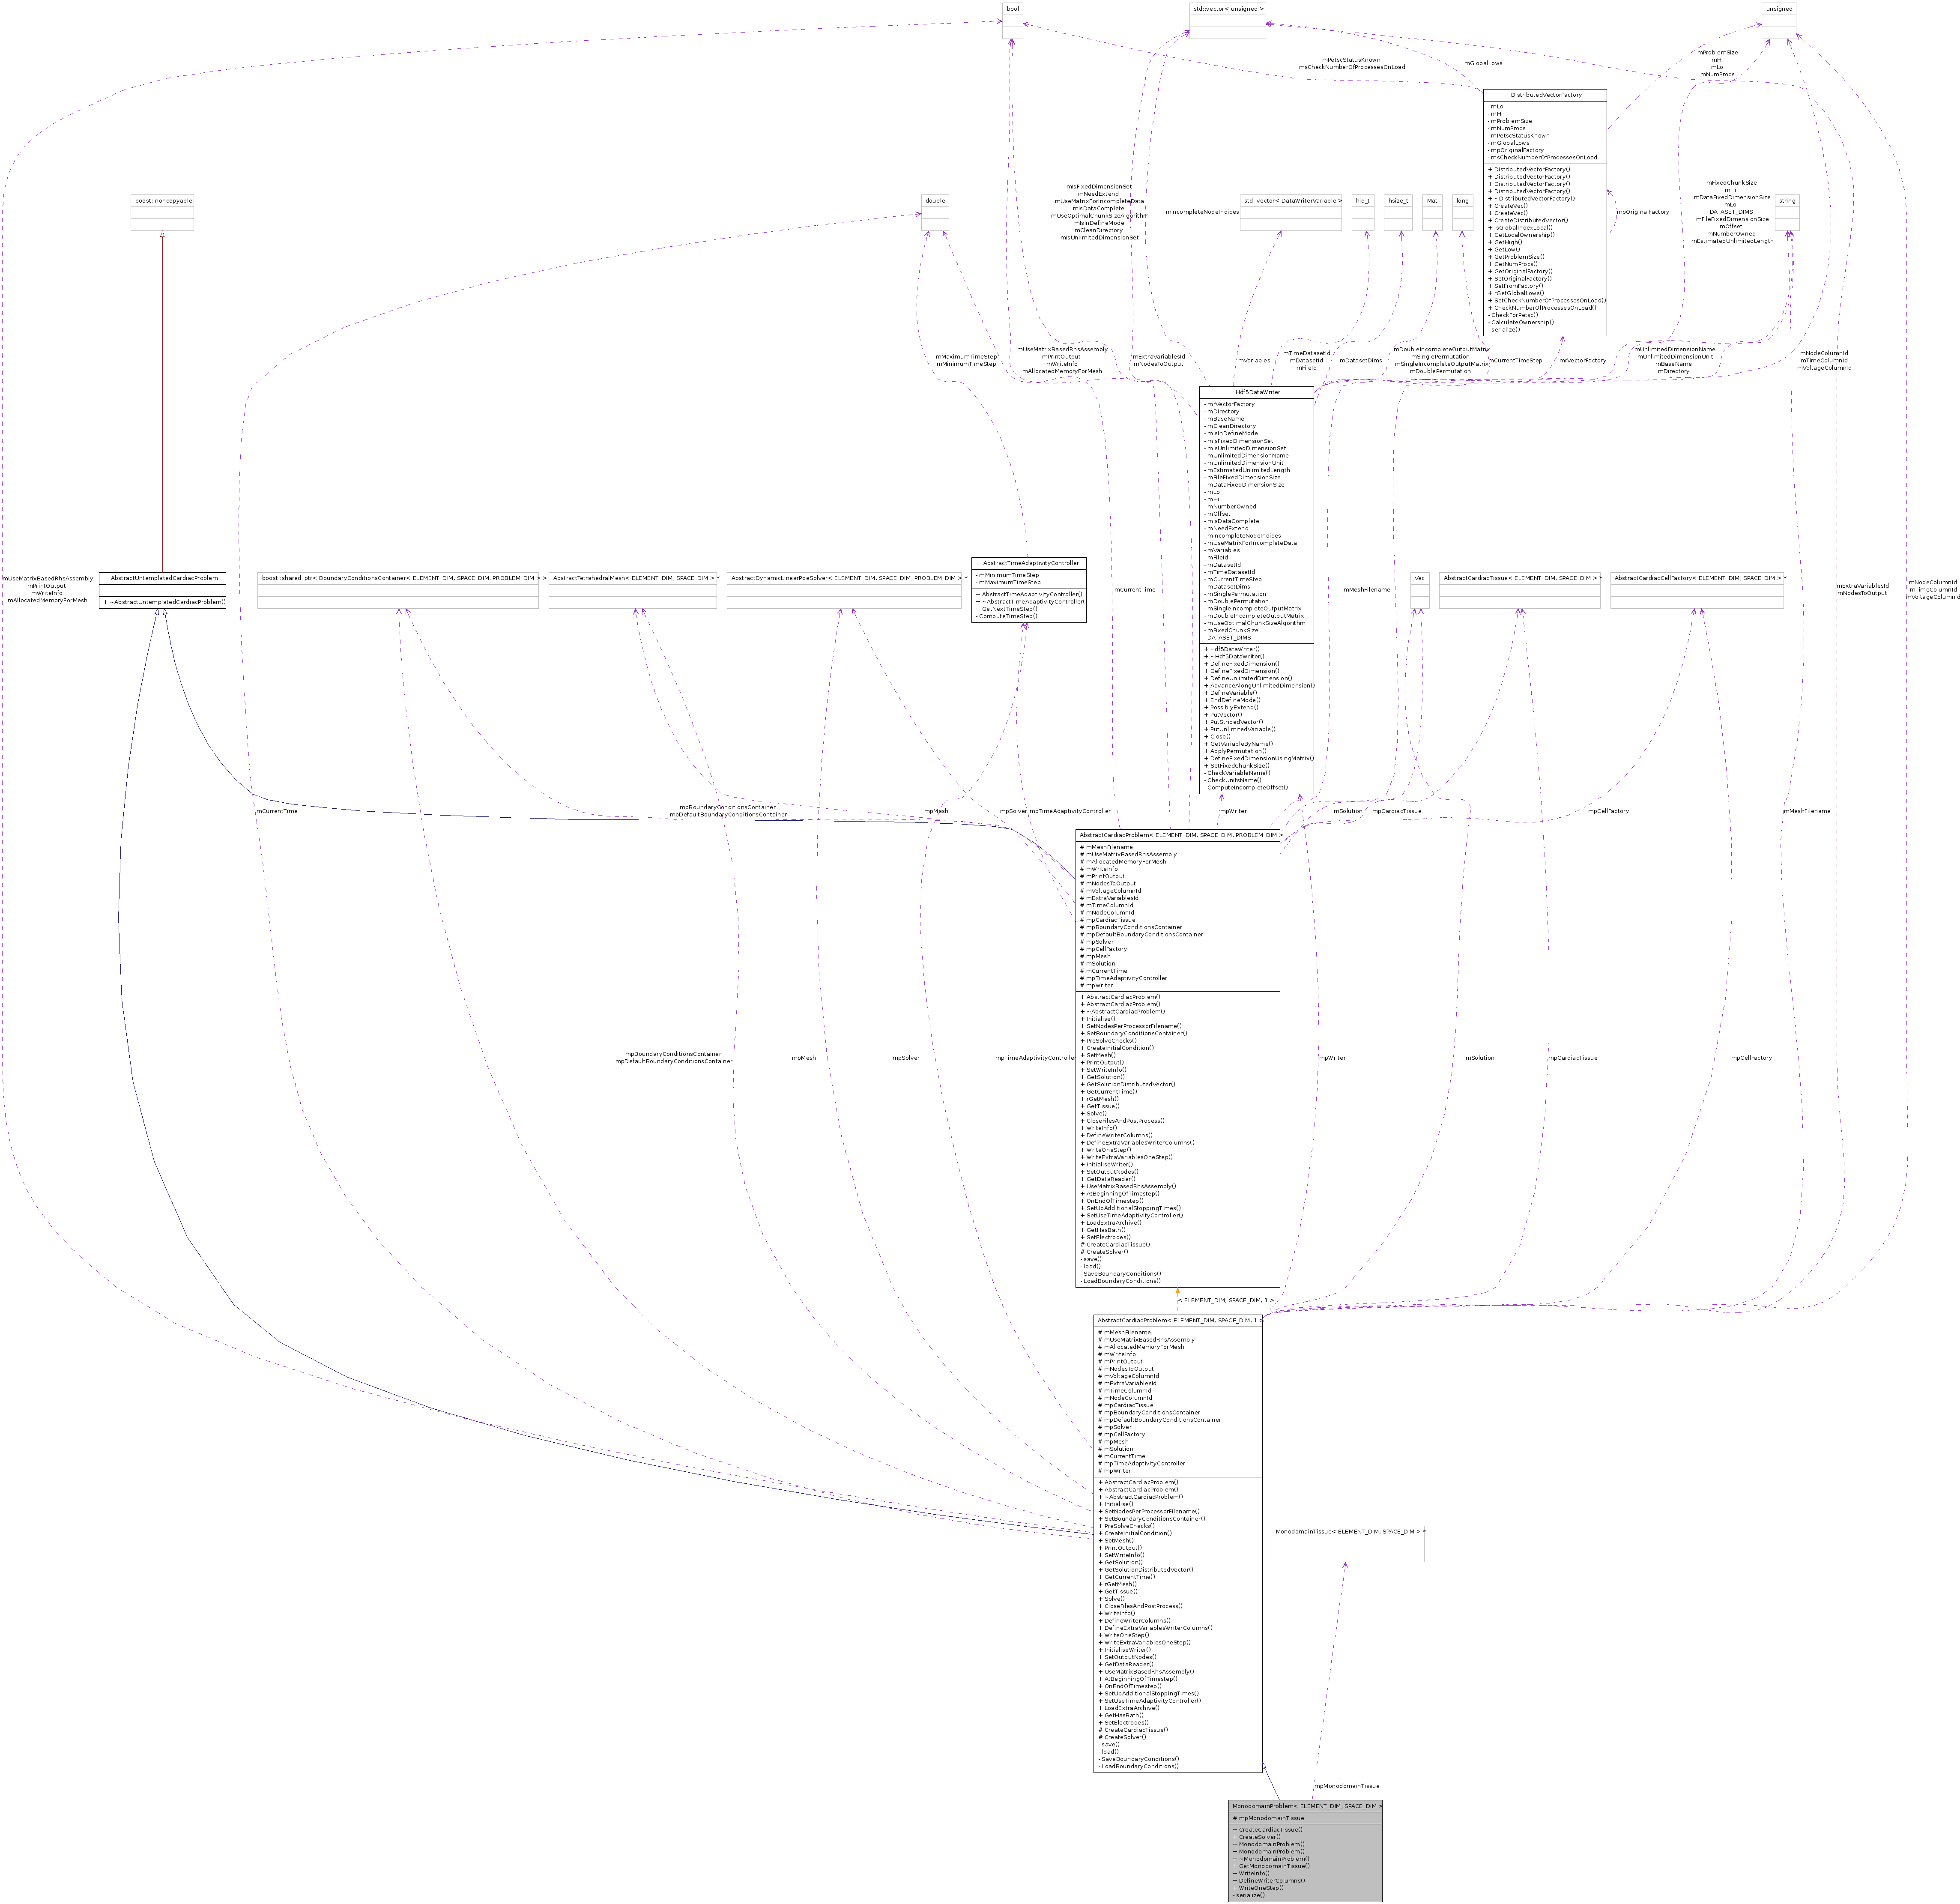 bool
std::vector< unsigned >
unsigned
mProblemSize
mHi
mLo
mNumProcs
mPetscStatusKnown
msCheckNumberOfProcessesOnLoad
mGlobalLows
DistributedVectorFactory
- mLo
- mHi
- mProblemSize
- mNumProcs
- mPetscStatusKnown
- mGlobalLows
- mpOriginalFactory
- msCheckNumberOfProcessesOnLoad
+ DistributedVectorFactory()
+ DistributedVectorFactory()
+ DistributedVectorFactory()
+ DistributedVectorFactory()
+ ~DistributedVectorFactory()
+ CreateVec()
+ CreateVec()
+ CreateDistributedVector()
+ IsGlobalIndexLocal()
+ GetLocalOwnership()
+ GetHigh()
+ GetLow()
+ GetProblemSize()
+ GetNumProcs()
+ GetOriginalFactory()
+ SetOriginalFactory()
+ SetFromFactory()
+ rGetGlobalLows()
+ SetCheckNumberOfProcessesOnLoad()
+ CheckNumberOfProcessesOnLoad()
- CheckForPetsc()
- CalculateOwnership()
- serialize()
mpOriginalFactory
mFixedChunkSize
mHi
mDataFixedDimensionSize
mLo
DATASET_DIMS
mFileFixedDimensionSize
mOffset
mNumberOwned
mEstimatedUnlimitedLength
string
mIsFixedDimensionSet
mNeedExtend
mUseMatrixForIncompleteData
mIsDataComplete
mUseOptimalChunkSizeAlgorithm
mIsInDefineMode
mCleanDirectory
mIsUnlimitedDimensionSet
mIncompleteNodeIndices
boost::noncopyable
double
std::vector< DataWriterVariable >
hid_t
hsize_t
Mat
long
mMaximumTimeStep
mMinimumTimeStep
mUseMatrixBasedRhsAssembly
mPrintOutput
mWriteInfo
mAllocatedMemoryForMesh
mExtraVariablesId
mNodesToOutput
mVariables
mTimeDatasetId
mDatasetId
mFileId
mDatasetDims
mDoubleIncompleteOutputMatrix
mSinglePermutation
mSingleIncompleteOutputMatrix
mDoublePermutation
mCurrentTimeStep
mrVectorFactory
mUnlimitedDimensionName
mUnlimitedDimensionUnit
mBaseName
mDirectory
mNodeColumnId
mTimeColumnId
mVoltageColumnId
Hdf5DataWriter
- mrVectorFactory
- mDirectory
- mBaseName
- mCleanDirectory
- mIsInDefineMode
- mIsFixedDimensionSet
- mIsUnlimitedDimensionSet
- mUnlimitedDimensionName
- mUnlimitedDimensionUnit
- mEstimatedUnlimitedLength
- mFileFixedDimensionSize
- mDataFixedDimensionSize
- mLo
- mHi
- mNumberOwned
- mOffset
- mIsDataComplete
- mNeedExtend
- mIncompleteNodeIndices
- mUseMatrixForIncompleteData
- mVariables
- mFileId
- mDatasetId
- mTimeDatasetId
- mCurrentTimeStep
- mDatasetDims
- mSinglePermutation
- mDoublePermutation
- mSingleIncompleteOutputMatrix
- mDoubleIncompleteOutputMatrix
- mUseOptimalChunkSizeAlgorithm
- mFixedChunkSize
- DATASET_DIMS
+ Hdf5DataWriter()
+ ~Hdf5DataWriter()
+ DefineFixedDimension()
+ DefineFixedDimension()
+ DefineUnlimitedDimension()
+ AdvanceAlongUnlimitedDimension()
+ DefineVariable()
+ EndDefineMode()
+ PossiblyExtend()
+ PutVector()
+ PutStripedVector()
+ PutUnlimitedVariable()
+ Close()
+ GetVariableByName()
+ ApplyPermutation()
+ DefineFixedDimensionUsingMatrix()
+ SetFixedChunkSize()
- CheckVariableName()
- CheckUnitsName()
- ComputeIncompleteOffset()
mUseMatrixBasedRhsAssembly
mPrintOutput
mWriteInfo
mAllocatedMemoryForMesh
AbstractUntemplatedCardiacProblem
+ ~AbstractUntemplatedCardiacProblem()
boost::shared_ptr< BoundaryConditionsContainer< ELEMENT_DIM, SPACE_DIM, PROBLEM_DIM > >
AbstractTetrahedralMesh< ELEMENT_DIM, SPACE_DIM > *
AbstractDynamicLinearPdeSolver< ELEMENT_DIM, SPACE_DIM, PROBLEM_DIM > *
AbstractTimeAdaptivityController
- mMinimumTimeStep
- mMaximumTimeStep
+ AbstractTimeAdaptivityController()
+ ~AbstractTimeAdaptivityController()
+ GetNextTimeStep()
- ComputeTimeStep()
mCurrentTime
mMeshFilename
Vec
AbstractCardiacTissue< ELEMENT_DIM, SPACE_DIM > *
AbstractCardiacCellFactory< ELEMENT_DIM, SPACE_DIM > *
mExtraVariablesId
mNodesToOutput
mNodeColumnId
mTimeColumnId
mVoltageColumnId
mCurrentTime
mpBoundaryConditionsContainer
mpDefaultBoundaryConditionsContainer
mpMesh
mpSolver
mpTimeAdaptivityController
mpWriter
mSolution
mpCardiacTissue
mpCellFactory
mMeshFilename
AbstractCardiacProblem< ELEMENT_DIM, SPACE_DIM, PROBLEM_DIM >
# mMeshFilename
# mUseMatrixBasedRhsAssembly
# mAllocatedMemoryForMesh
# mWriteInfo
# mPrintOutput
# mNodesToOutput
# mVoltageColumnId
# mExtraVariablesId
# mTimeColumnId
# mNodeColumnId
# mpCardiacTissue
# mpBoundaryConditionsContainer
# mpDefaultBoundaryConditionsContainer
# mpSolver
# mpCellFactory
# mpMesh
# mSolution
# mCurrentTime
# mpTimeAdaptivityController
# mpWriter
+ AbstractCardiacProblem()
+ AbstractCardiacProblem()
+ ~AbstractCardiacProblem()
+ Initialise()
+ SetNodesPerProcessorFilename()
+ SetBoundaryConditionsContainer()
+ PreSolveChecks()
+ CreateInitialCondition()
+ SetMesh()
+ PrintOutput()
+ SetWriteInfo()
+ GetSolution()
+ GetSolutionDistributedVector()
+ GetCurrentTime()
+ rGetMesh()
+ GetTissue()
+ Solve()
+ CloseFilesAndPostProcess()
+ WriteInfo()
+ DefineWriterColumns()
+ DefineExtraVariablesWriterColumns()
+ WriteOneStep()
+ WriteExtraVariablesOneStep()
+ InitialiseWriter()
+ SetOutputNodes()
+ GetDataReader()
+ UseMatrixBasedRhsAssembly()
+ AtBeginningOfTimestep()
+ OnEndOfTimestep()
+ SetUpAdditionalStoppingTimes()
+ SetUseTimeAdaptivityController()
+ LoadExtraArchive()
+ GetHasBath()
+ SetElectrodes()
# CreateCardiacTissue()
# CreateSolver()
- save()
- load()
- SaveBoundaryConditions()
- LoadBoundaryConditions()
mpBoundaryConditionsContainer
mpDefaultBoundaryConditionsContainer
mpMesh
mpSolver
mpTimeAdaptivityController
mpWriter
mSolution
mpCardiacTissue
mpCellFactory
< ELEMENT_DIM, SPACE_DIM, 1 >
AbstractCardiacProblem< ELEMENT_DIM, SPACE_DIM, 1 >
# mMeshFilename
# mUseMatrixBasedRhsAssembly
# mAllocatedMemoryForMesh
# mWriteInfo
# mPrintOutput
# mNodesToOutput
# mVoltageColumnId
# mExtraVariablesId
# mTimeColumnId
# mNodeColumnId
# mpCardiacTissue
# mpBoundaryConditionsContainer
# mpDefaultBoundaryConditionsContainer
# mpSolver
# mpCellFactory
# mpMesh
# mSolution
# mCurrentTime
# mpTimeAdaptivityController
# mpWriter
+ AbstractCardiacProblem()
+ AbstractCardiacProblem()
+ ~AbstractCardiacProblem()
+ Initialise()
+ SetNodesPerProcessorFilename()
+ SetBoundaryConditionsContainer()
+ PreSolveChecks()
+ CreateInitialCondition()
+ SetMesh()
+ PrintOutput()
+ SetWriteInfo()
+ GetSolution()
+ GetSolutionDistributedVector()
+ GetCurrentTime()
+ rGetMesh()
+ GetTissue()
+ Solve()
+ CloseFilesAndPostProcess()
+ WriteInfo()
+ DefineWriterColumns()
+ DefineExtraVariablesWriterColumns()
+ WriteOneStep()
+ WriteExtraVariablesOneStep()
+ InitialiseWriter()
+ SetOutputNodes()
+ GetDataReader()
+ UseMatrixBasedRhsAssembly()
+ AtBeginningOfTimestep()
+ OnEndOfTimestep()
+ SetUpAdditionalStoppingTimes()
+ SetUseTimeAdaptivityController()
+ LoadExtraArchive()
+ GetHasBath()
+ SetElectrodes()
# CreateCardiacTissue()
# CreateSolver()
- save()
- load()
- SaveBoundaryConditions()
- LoadBoundaryConditions()
MonodomainTissue< ELEMENT_DIM, SPACE_DIM > *
mpMonodomainTissue
MonodomainProblem< ELEMENT_DIM, SPACE_DIM >
# mpMonodomainTissue
+ CreateCardiacTissue()
+ CreateSolver()
+ MonodomainProblem()
+ MonodomainProblem()
+ ~MonodomainProblem()
+ GetMonodomainTissue()
+ WriteInfo()
+ DefineWriterColumns()
+ WriteOneStep()
- serialize()